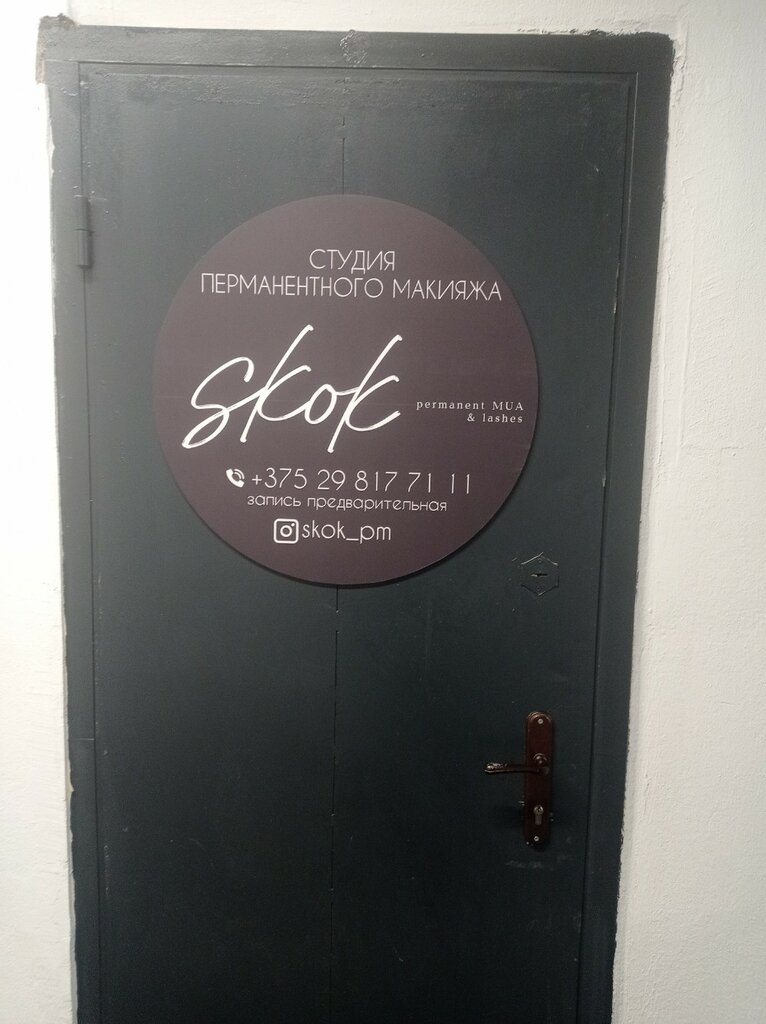 СТУДИЯ
ПЕРМАНЕНТНОГО МАКИЯЖА
skok
permanent MUA
& lashes
+375 29 817 71 11
запись предварительная
skok_pm